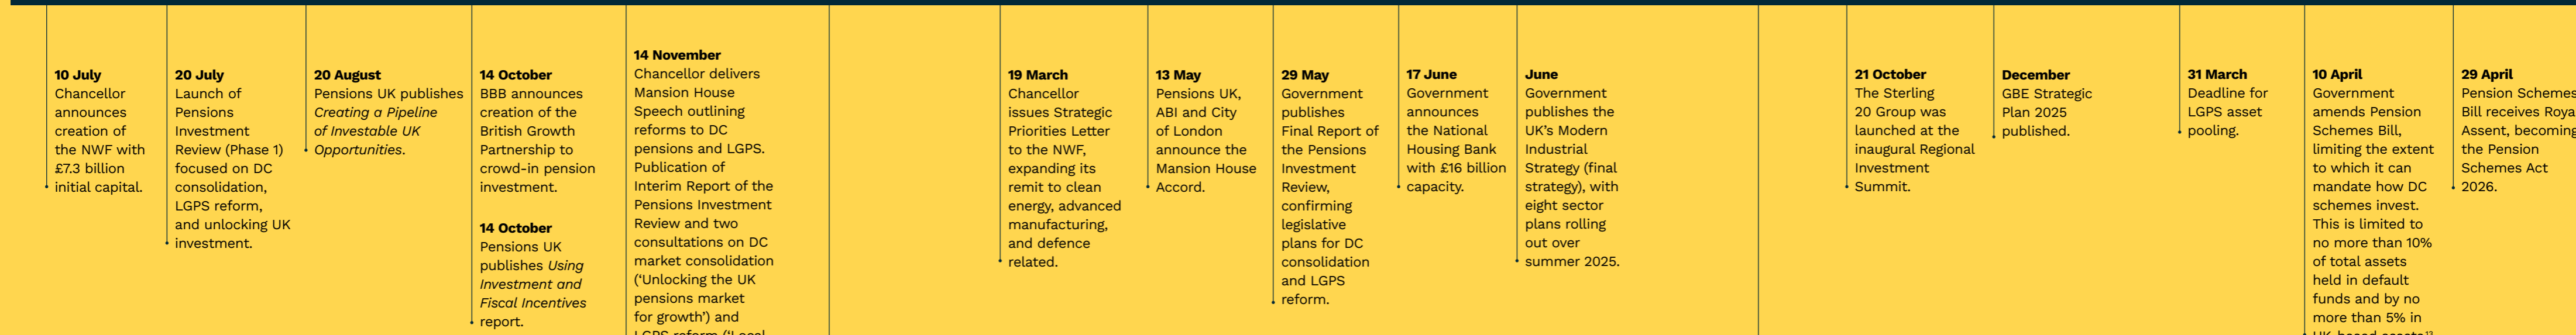 10 July
Chancellor
announces
creation of
the NWF with
£7.3 billion
initial capital.
20 July
Launch of
Pensions
Investment
Review (Phase 1)
focused on DC
consolidation,
LGPS reform,
and unlocking UK
investment.
20 August
Pensions UK publishes
Creating a Pipeline
of Investable UK
Opportunities.
14 October
BBB announces
creation of the
British Growth
Partnership to
crowd-in pension
investment.
14 October
Pensions UK
publishes Using
Investment and
Fiscal Incentives
report.
14 November
Chancellor delivers
Mansion House
Speech outlining
reforms to DC
pensions and LGPS.
Publication of
Interim Report of the
Pensions Investment
Review and two
consultations on DC
market consolidation
(‘Unlocking the UK
pensions market
for growth’) and
LGPS reform (‘Local
19 March
Chancellor
issues Strategic
Priorities Letter
to the NWF,
expanding its
remit to clean
energy, advanced
manufacturing,
and defence
related.
13 May
Pensions UK,
ABI and City
of London
announce the
Mansion House
Accord.
29 May
Government
publishes
Final Report of
the Pensions
Investment
Review,
confirming
legislative
plans for DC
consolidation
and LGPS
reform.
17 June
Government
announces
the National
Housing Bank
with £16 billion
capacity.
June
Government
publishes the
UK’s Modern
Industrial
Strategy (final
strategy), with
eight sector
plans rolling
out over
summer 2025.
21 October
The Sterling
20 Group was
launched at the
inaugural Regional
Investment
Summit.
December
GBE Strategic
Plan 2025
published.
31 March
Deadline for
LGPS asset
pooling.
10 April
Government
amends Pension
Schemes Bill,
limiting the extent
to which it can
mandate how DC
schemes invest.
This is limited to
no more than 10%
of total assets
held in default
funds and by no
more than 5% in
UK-based assets.¹³
29 April
Pension Schemes
Bill receives Roya
Assent, becoming
the Pension
Schemes Act
2026.